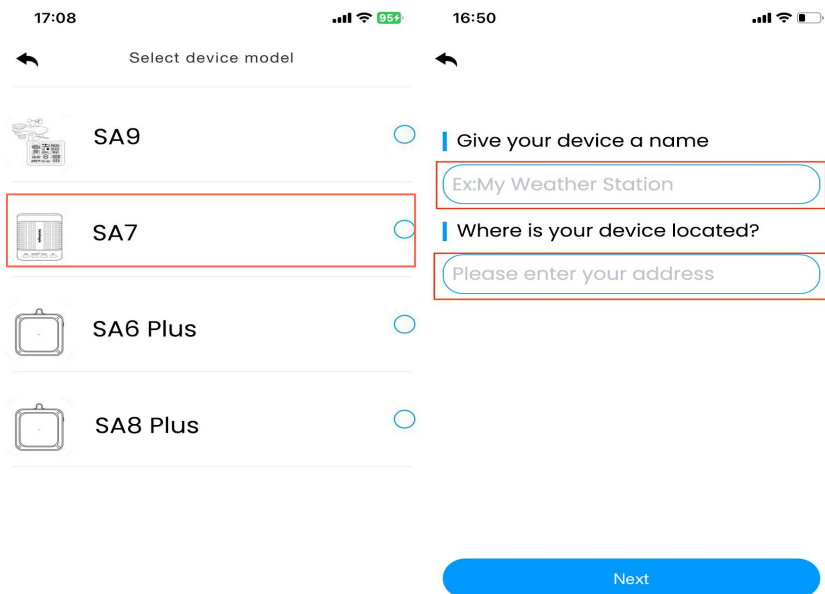 17:08
95
Select device model
SA9
SA7
SA6 Plus
SA8 Plus
16:50
Give your device a name
Ex:My Weather Station
Where is your device located?
Please enter your address
Next